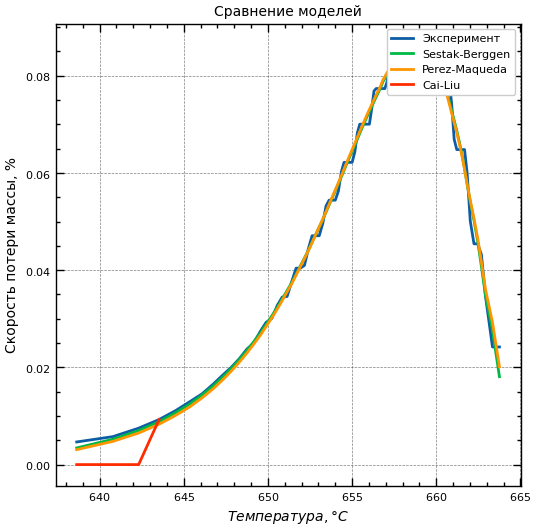 Сравнение моделей
Эксперимент
Sestak-Berggen
Perez-Maqueda
Cai-Liu
Скорость потери массы, %
0.08
0.06
0.04
0.02
0.00
640
645
650
655
660
665
Температура, °C